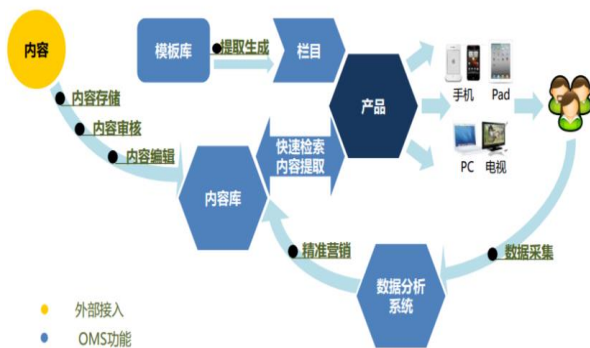 内容
模板库
提取生成
栏目
产品
手机
Pad
PC
电视
内容存储
内容审核
内容编辑
快速检索
内容提取
内容库
精准营销
数据分析
系统
数据采集
外部接入
OMS功能